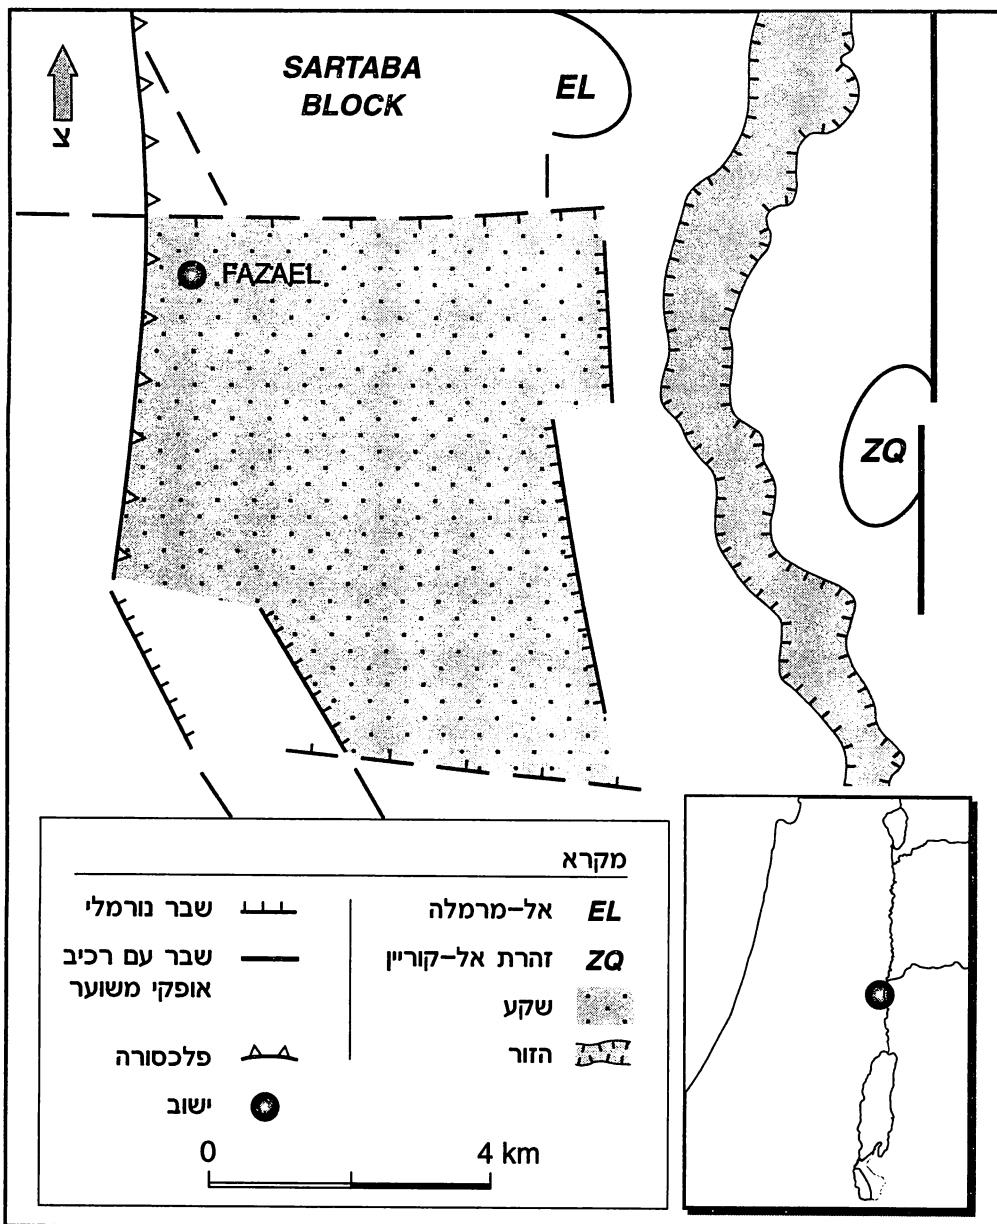 SARTABA
BLOCK
EL
א
FAZAEL
ZQ
מקרא
EL אל-מרמלה
ZQ זהרת אל-קוריין
שקע
הזור
שבר נורמלי
שבר עם רכיב
אופקי משוער
פלכסורה
ישוב
0 4 km